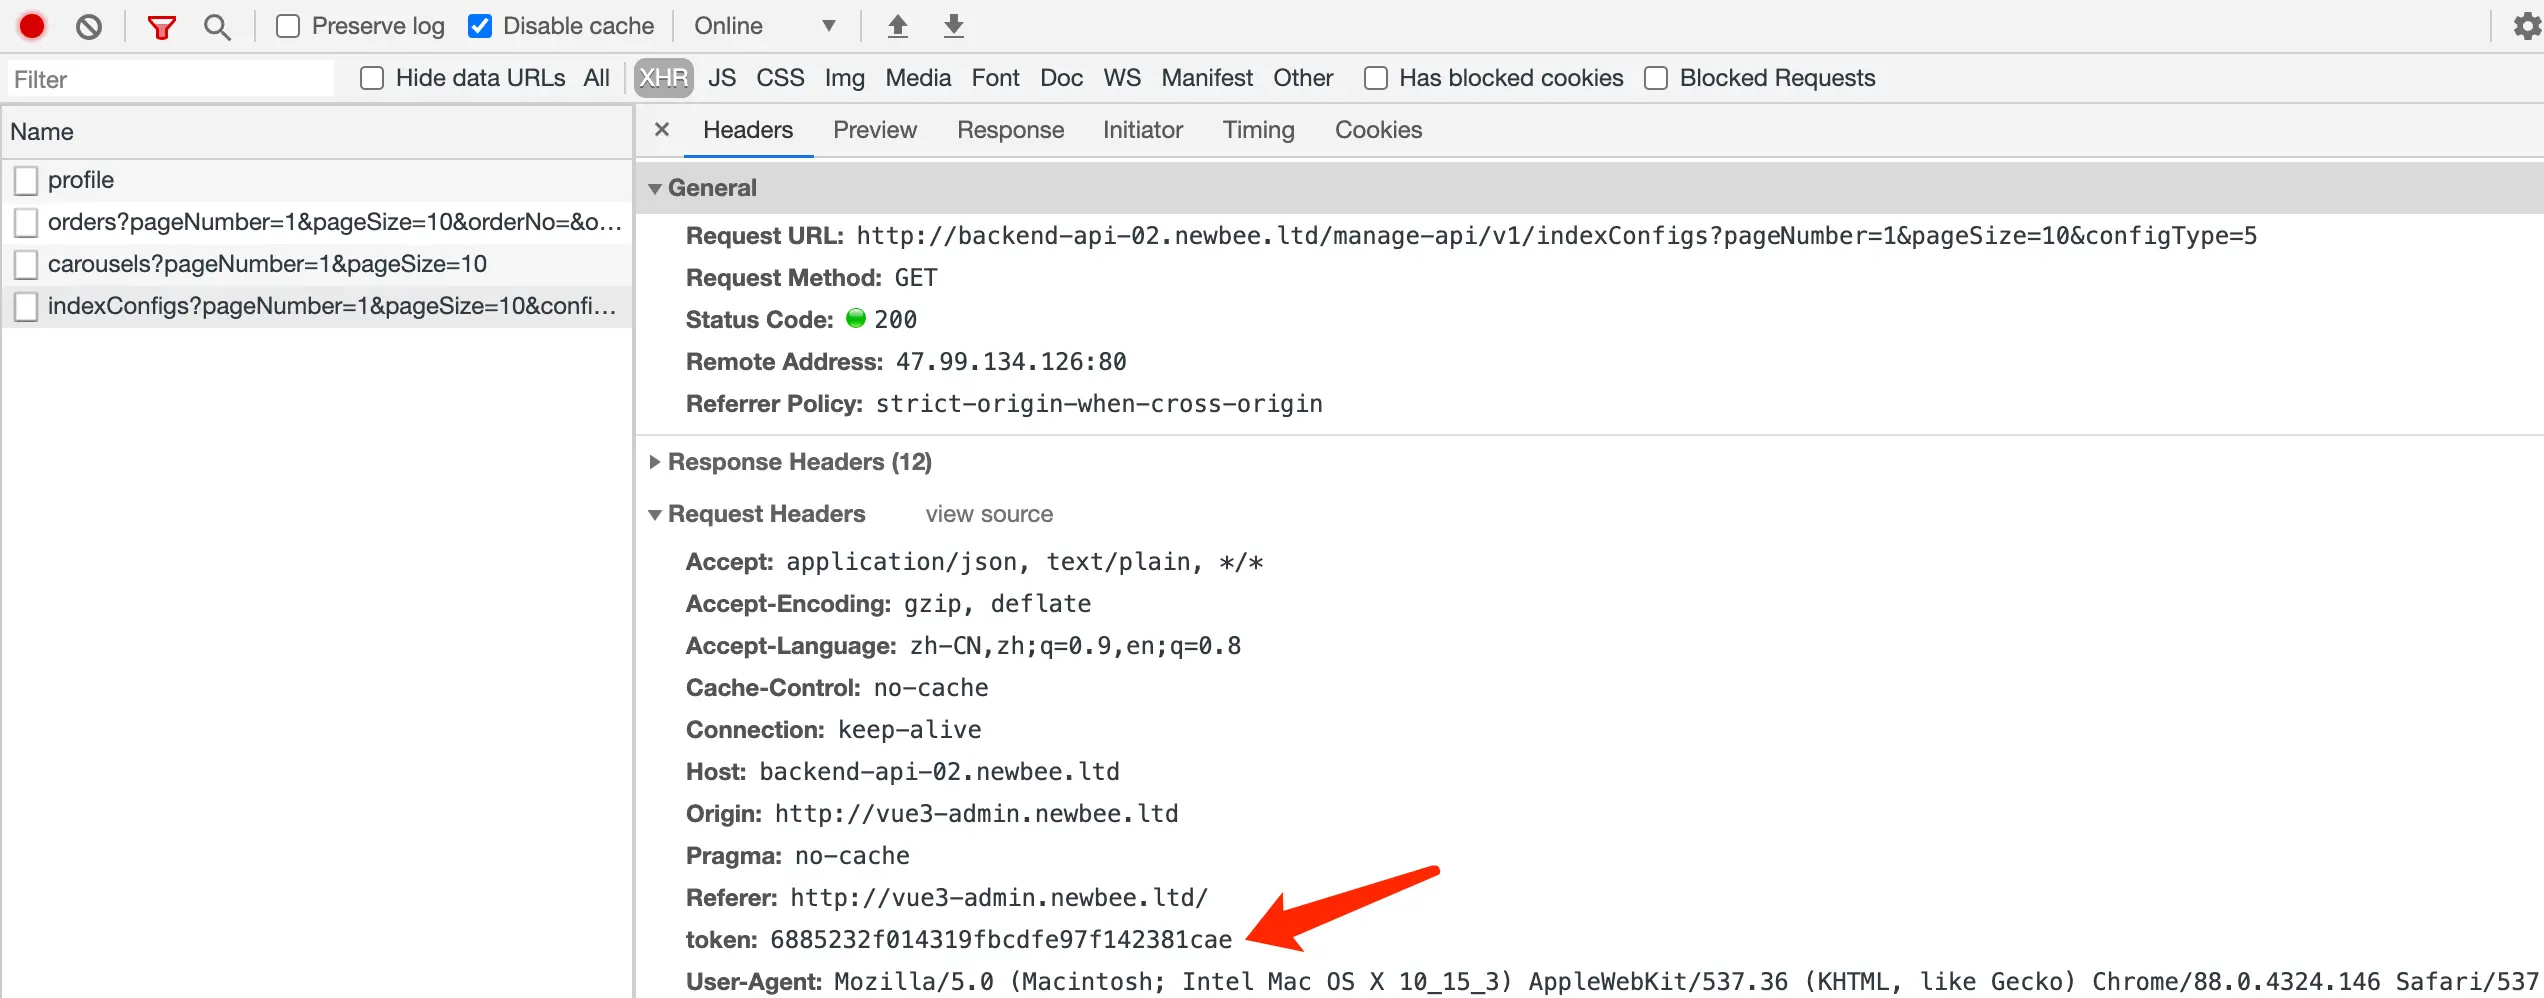 Preserve log Disable cache Online
Filter Hide data URLs All XHR JS CSS Img Media Font Doc WS Manifest Other Has blocked cookies Blocked Requests
Name
profile
orders?pageNumber=1&pageSize=10&orderNo=&o...
carousels?pageNumber=1&pageSize=10
indexConfigs?pageNumber=1&pageSize=10&confi...
× Headers Preview Response Initiator Timing Cookies
General
Request URL: http://backend-api-02.newbee.ltd/manage-api/v1/indexConfigs?pageNumber=1&pageSize=10&configType=5
Request Method: GET
Status Code: 200
Remote Address: 47.99.134.126:80
Referrer Policy: strict-origin-when-cross-origin
Response Headers (12)
Request Headers view source
Accept: application/json, text/plain, */*
Accept-Encoding: gzip, deflate
Accept-Language: zh-CN,zh;q=0.9,en;q=0.8
Cache-Control: no-cache
Connection: keep-alive
Host: backend-api-02.newbee.ltd
Origin: http://vue3-admin.newbee.ltd
Pragma: no-cache
Referer: http://vue3-admin.newbee.ltd/
token: 6885232f014319fbcdfe97f142381cae
User-Agent: Mozilla/5.0 (Macintosh; Intel Mac OS X 10_15_3) AppleWebKit/537.36 (KHTML, like Gecko) Chrome/88.0.4324.146 Safari/537